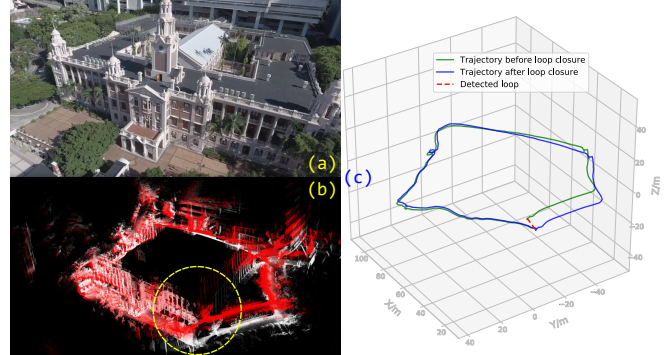 (a)
(b)
(c)
Trajectory before loop closure
Trajectory after loop closure
Detected loop
40
20
0
−20
−40
Z/m
100
80
60
40
20
X/m
40
20
0
−20
−40
Y/m